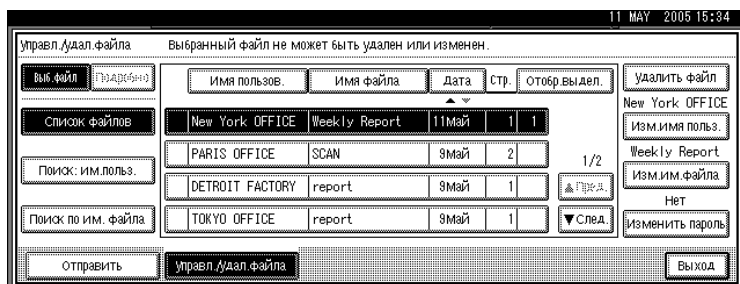 11 MAY 2005 15:34
Управл./Удал.файла Выбранный файл не может быть удален или изменен.
Выб.файл Подробно Имя пользов. Имя файла Дата Стр. Отобр.выдел. Удалить файл
New York OFFICE
Список файлов New York OFFICE Weekly Report 11Май 1 1 Изм.имя польз.
PARIS OFFICE SCAN 9Май 2 1/2 Weekly Report
Поиск: им.польз. DETROIT FACTORY report 9Май 1 ▲Пред. Изм.им.файла
Нет
Поиск по им. файла TOKYO OFFICE report 9Май 1 ▼След. Изменить пароль
Отправить Управл./Удал.файла Выход